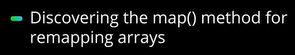 Discovering the map() method for
remapping arrays